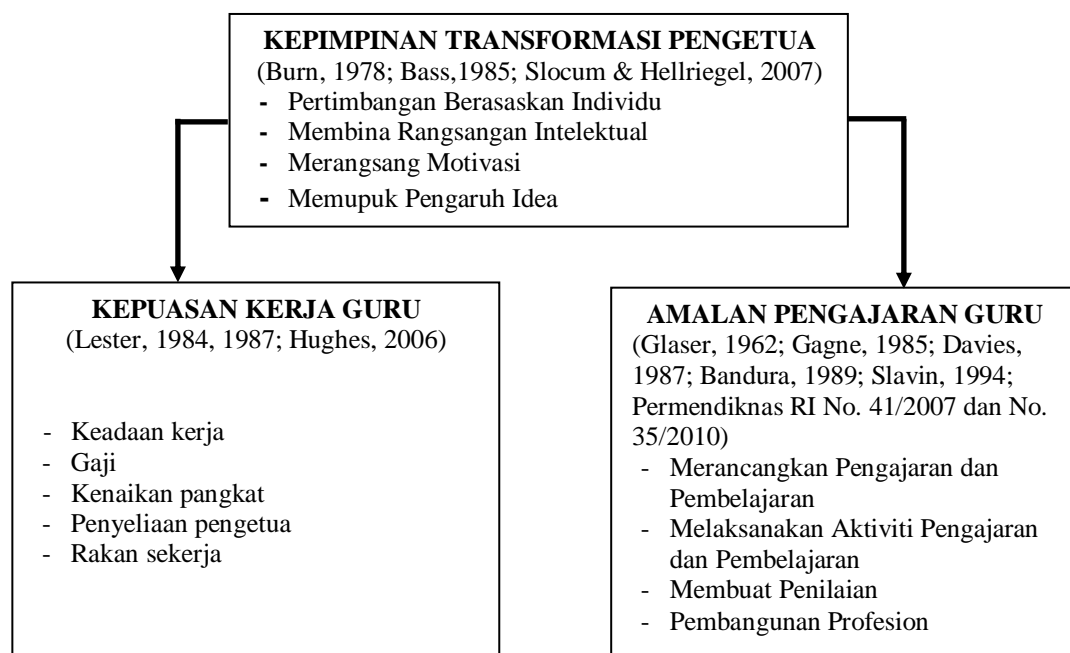 KEPIMPINAN TRANSFORMASI PENGETUA
(Burn, 1978; Bass,1985; Slocum & Hellriegel, 2007)
- Pertimbangan Berasaskan Individu
- Membina Rangsangan Intelektual
- Merangsang Motivasi
- Memupuk Pengaruh Idea
KEPUASAN KERJA GURU
(Lester, 1984, 1987; Hughes, 2006)
- Keadaan kerja
- Gaji
- Kenaikan pangkat
- Penyeliaan pengetua
- Rakan sekerja
AMALAN PENGAJARAN GURU
(Glaser, 1962; Gagne, 1985; Davies,
1987; Bandura, 1989; Slavin, 1994;
Permendiknas RI No. 41/2007 dan No.
35/2010)
- Merancangkan Pengajaran dan
Pembelajaran
- Melaksanakan Aktiviti Pengajaran
dan Pembelajaran
- Membuat Penilaian
- Pembangunan Profesion